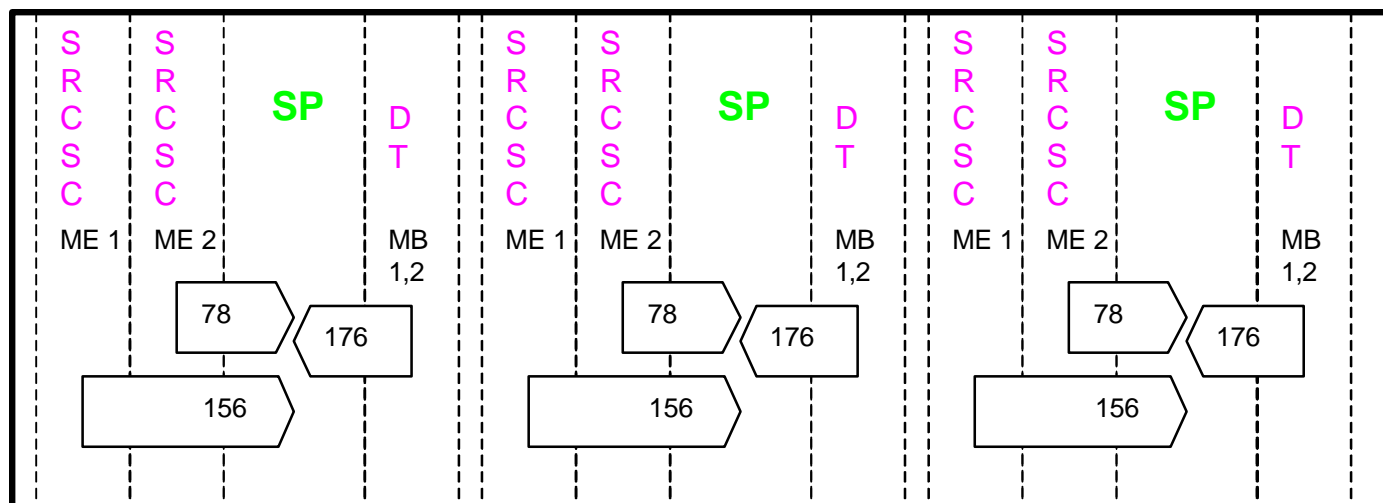 S S SP D S S SP D S S SP D
R R T R R T R R T
C C C C C C
S S S S S S
C C C C C C
ME 1 ME 2 MB 1,2 ME 1 ME 2 MB 1,2 ME 1 ME 2 MB 1,2
78 176 78 176 78 176
156 156 156